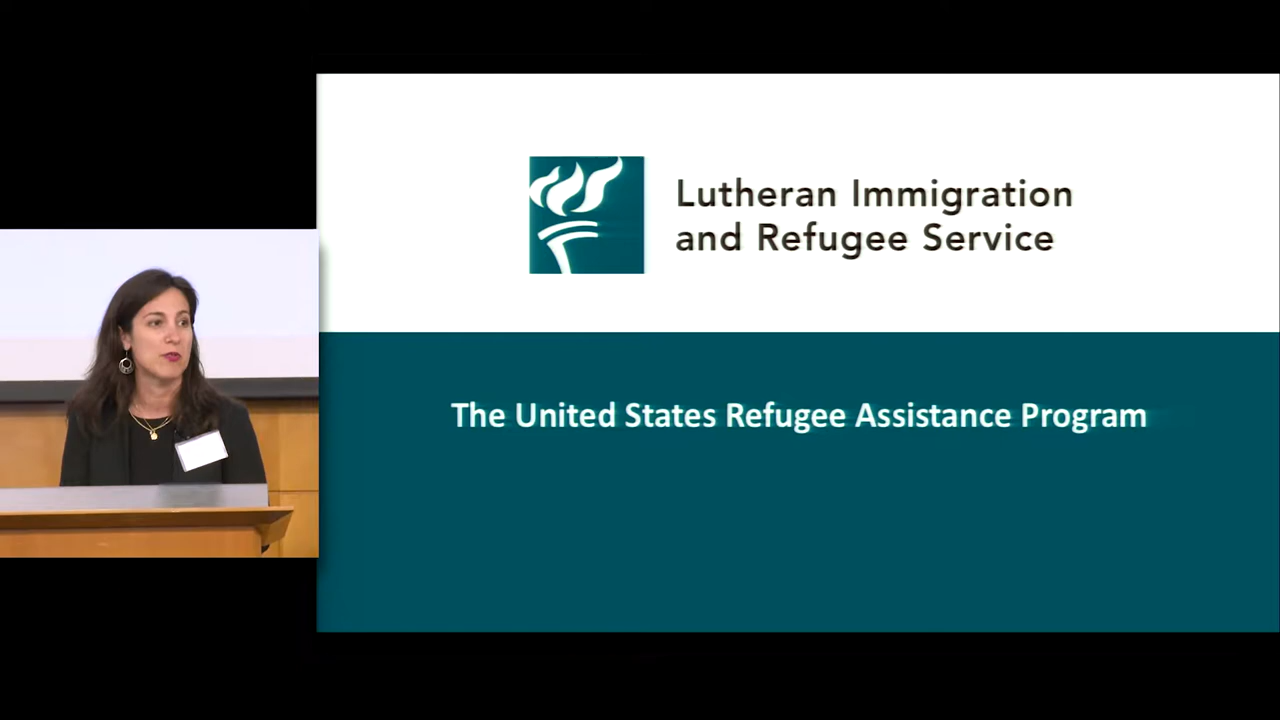 Lutheran Immigration
and Refugee Service
The United States Refugee Assistance Program